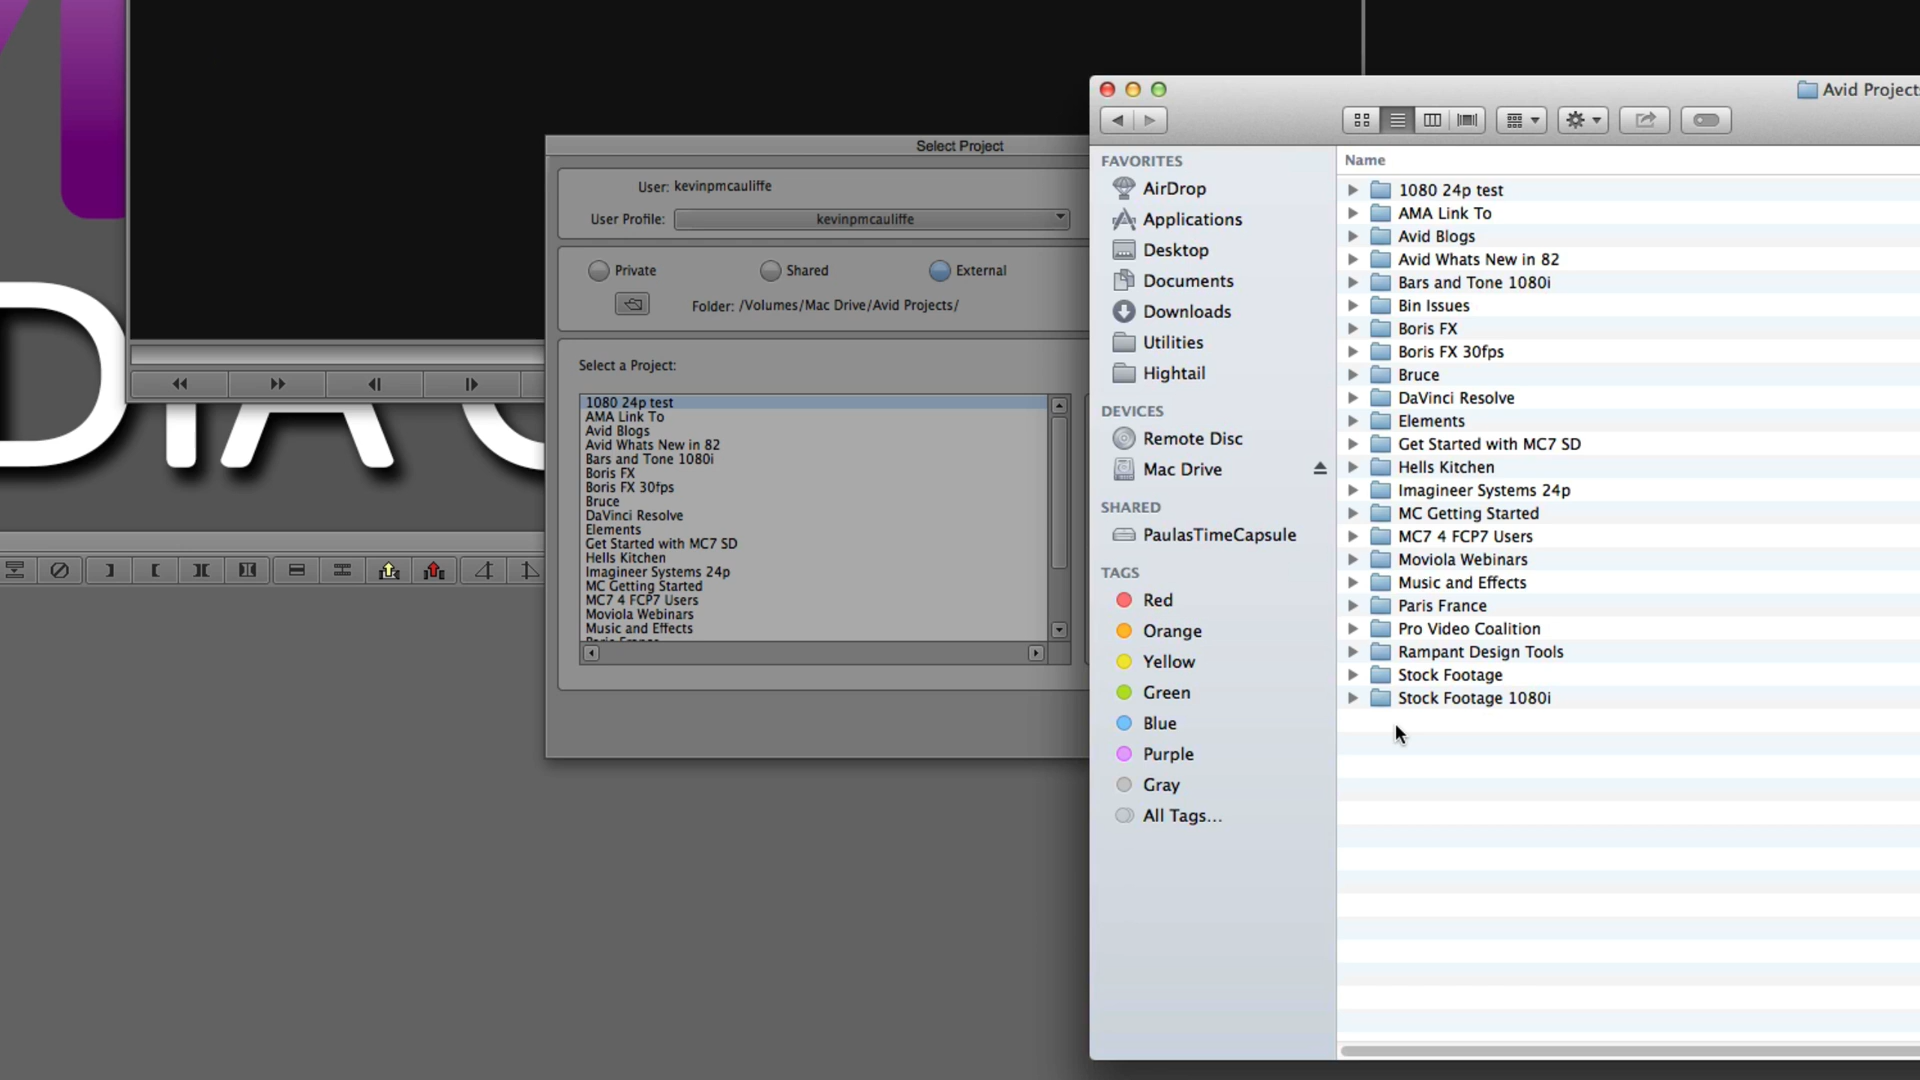 DIA
Select Project
User: kevinpmcauliffe
User Profile: kevinpmcauliffe
Private
Shared
External
Folder: /Volumes/Mac Drive/Avid Projects/
Select a Project:
1080 24p test
AMA Link To
Avid Blogs
Avid Whats New in 82
Bars and Tone 1080i
Boris FX
Boris FX 30fps
Bruce
DaVinci Resolve
Elements
Get Started with MC7 SD
Hells Kitchen
Imagineer Systems 24p
MC Getting Started
MC7 4 FCP7 Users
Moviola Webinars
Music and Effects
Paris France
Avid Projects
FAVORITES
AirDrop
Applications
Desktop
Documents
Downloads
Utilities
Hightail
DEVICES
Remote Disc
Mac Drive
SHARED
PaulasTimeCapsule
TAGS
Red
Orange
Yellow
Green
Blue
Purple
Gray
All Tags...
Name
1080 24p test
AMA Link To
Avid Blogs
Avid Whats New in 82
Bars and Tone 1080i
Bin Issues
Boris FX
Boris FX 30fps
Bruce
DaVinci Resolve
Elements
Get Started with MC7 SD
Hells Kitchen
Imagineer Systems 24p
MC Getting Started
MC7 4 FCP7 Users
Moviola Webinars
Music and Effects
Paris France
Pro Video Coalition
Rampant Design Tools
Stock Footage
Stock Footage 1080i